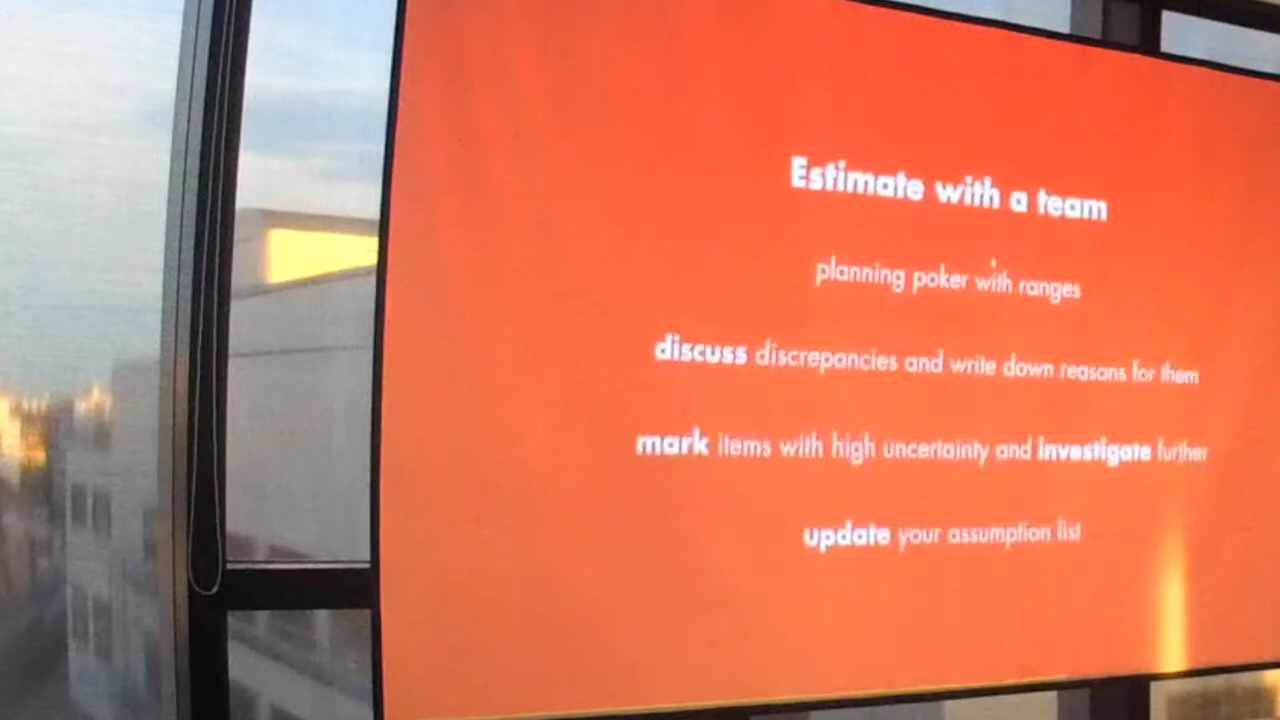 Estimate with a team
planning poker with ranges
discuss discrepancies and write down reasons for them
mark items with high uncertainty and investigate further
update your assumption list